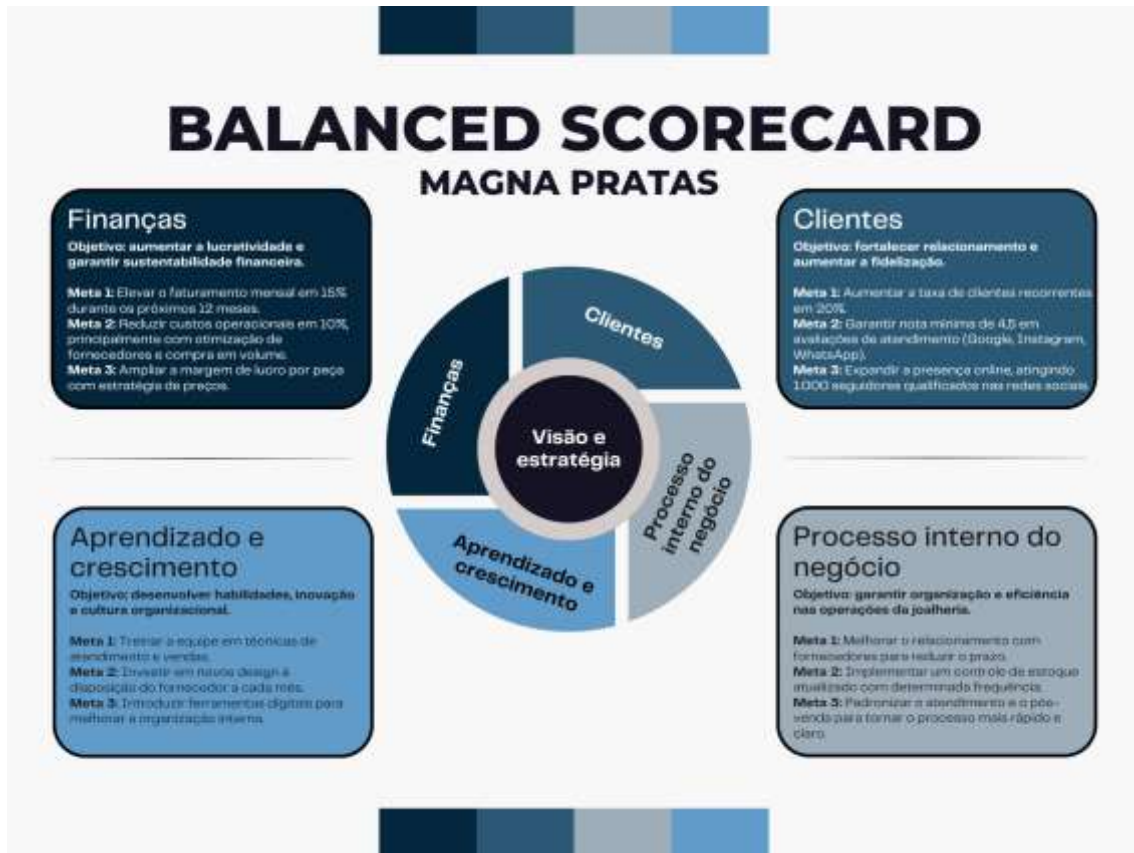 BALANCED SCORECARD
MAGNA PRATAS
Finanças
Objetivo: aumentar a lucratividade e
garantir sustentabilidade financeira.
Meta 1: Elevar o faturamento mensal em 15%
durante os próximos 12 meses.
Meta 2: Reduzir custos operacionais em 10%,
principalmente com otimização de
fornecedores e compra em volume.
Meta 3: Ampliar a margem de lucro por peça
com estratégia de preços.
Clientes
Objetivo: fortalecer relacionamento e
aumentar a fidelização.
Meta 1: Aumentar a taxa de clientes recorrentes
em 20%.
Meta 2: Garantir nota mínima de 4,5 em
avaliações de atendimento (Google, Instagram,
WhatsApp).
Meta 3: Expandir a presença online, atingindo
1000 seguidores qualificados nas redes sociais.
Finanças
Clientes
Visão e
estratégia
Processo
interno do
negócio
Aprendizado e
crescimento
Aprendizado e
crescimento
Objetivo: desenvolver habilidades, inovação
e cultura organizacional.
Meta 1: Treinar a equipe em técnicas de
atendimento e vendas.
Meta 2: Investir em novos design à
disposição do fornecedor a cada mês.
Meta 3: Introduzir ferramentas digitais para
melhorar a organização interna.
Processo interno do
negócio
Objetivo: garantir organização e eficiência
nas operações da joalheria.
Meta 1: Melhorar o relacionamento com
fornecedores para reduzir o prazo.
Meta 2: Implementar um controle de estoque
atualizado com determinada frequência.
Meta 3: Padronizar o atendimento e o pós-
venda para tornar o processo mais rápido e
claro.